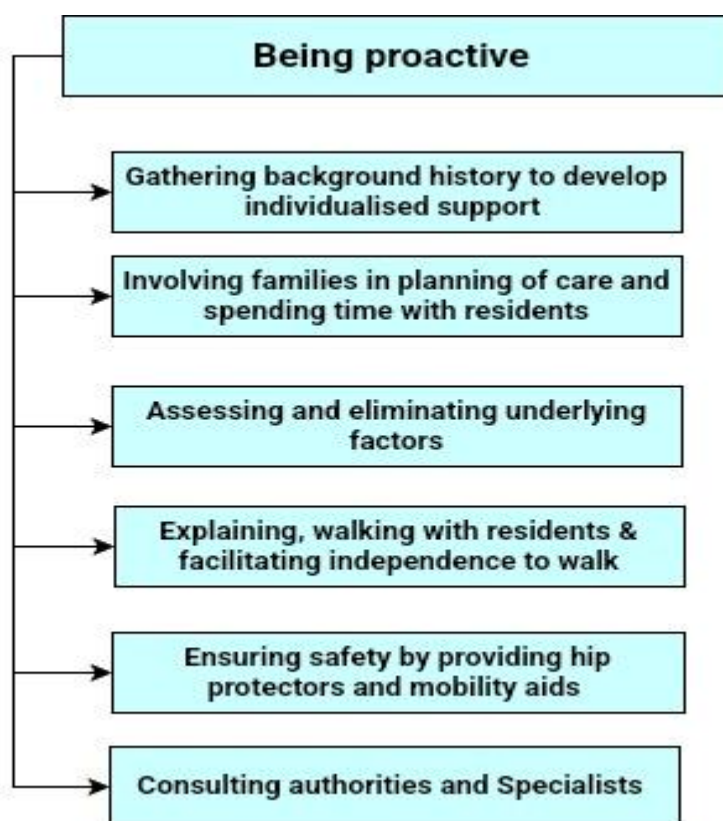 Being proactive
Gathering background history to develop
individualised support
Involving families in planning of care and
spending time with residents
Assessing and eliminating underlying
factors
Explaining, walking with residents &
facilitating independence to walk
Ensuring safety by providing hip
protectors and mobility aids
Consulting authorities and Specialists